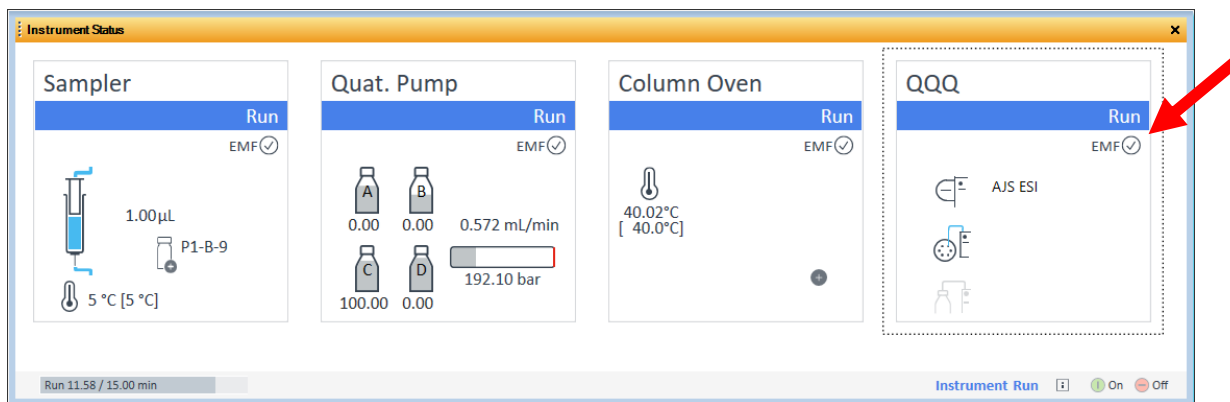 Instrument Status
Sampler
Run
EMF
1.00µL
P1-B-9
5 °C [5 °C]
Quat. Pump
Run
EMF
A B
0.00 0.00 0.572 mL/min
C D
192.10 bar
100.00 0.00
Column Oven
Run
EMF
40.02°C
[ 40.0°C]
QQQ
Run
EMF
AJS ESI
Run 11.58 / 15.00 min
Instrument Run
On
Off